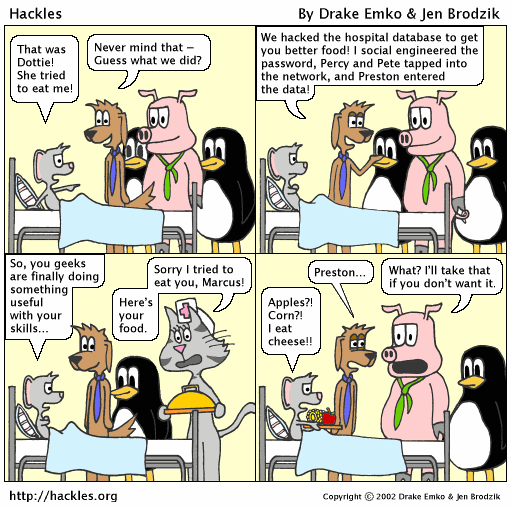 Hackles
By Drake Emko & Jen Brodzik
That was
Dottie!
She tried
to eat me!
Never mind that –
Guess what we did?
We hacked the hospital database to get
you better food! I social engineered the
password, Percy and Pete tapped into
the network, and Preston entered
the data!
So, you geeks
are finally doing
something
useful
with your
skills...
Here's
your
food.
Sorry I tried to
eat you, Marcus!
Apples?!
Corn?!
I eat
cheese!!
Preston...
What? I'll take that
if you don't want it.
http://hackles.org
Copyright © 2002 Drake Emko & Jen Brodzik